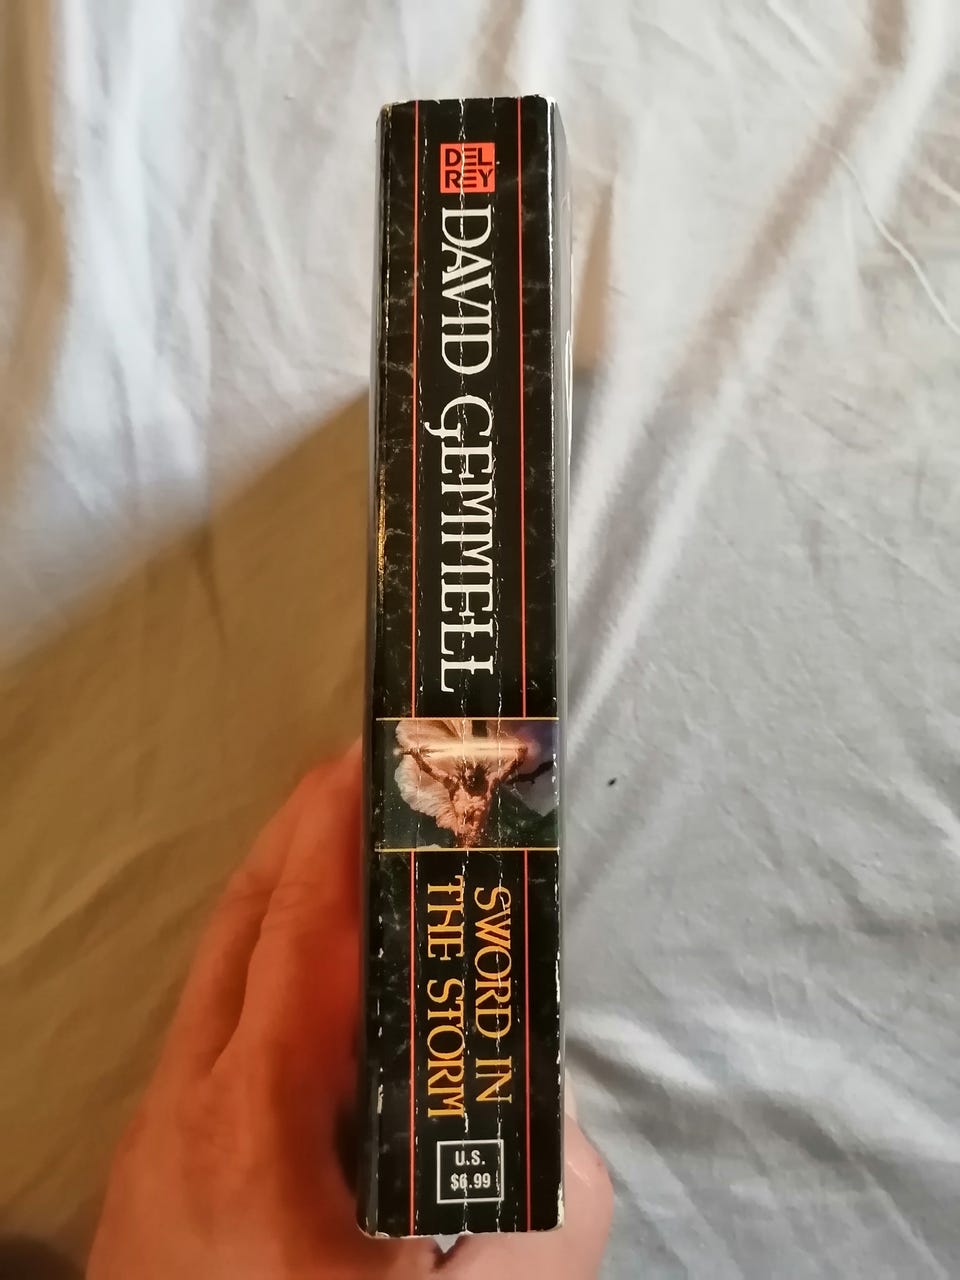 DEL
REY
DAVID GEMMELL
SWORD IN
THE STORM
U.S.
$6.99